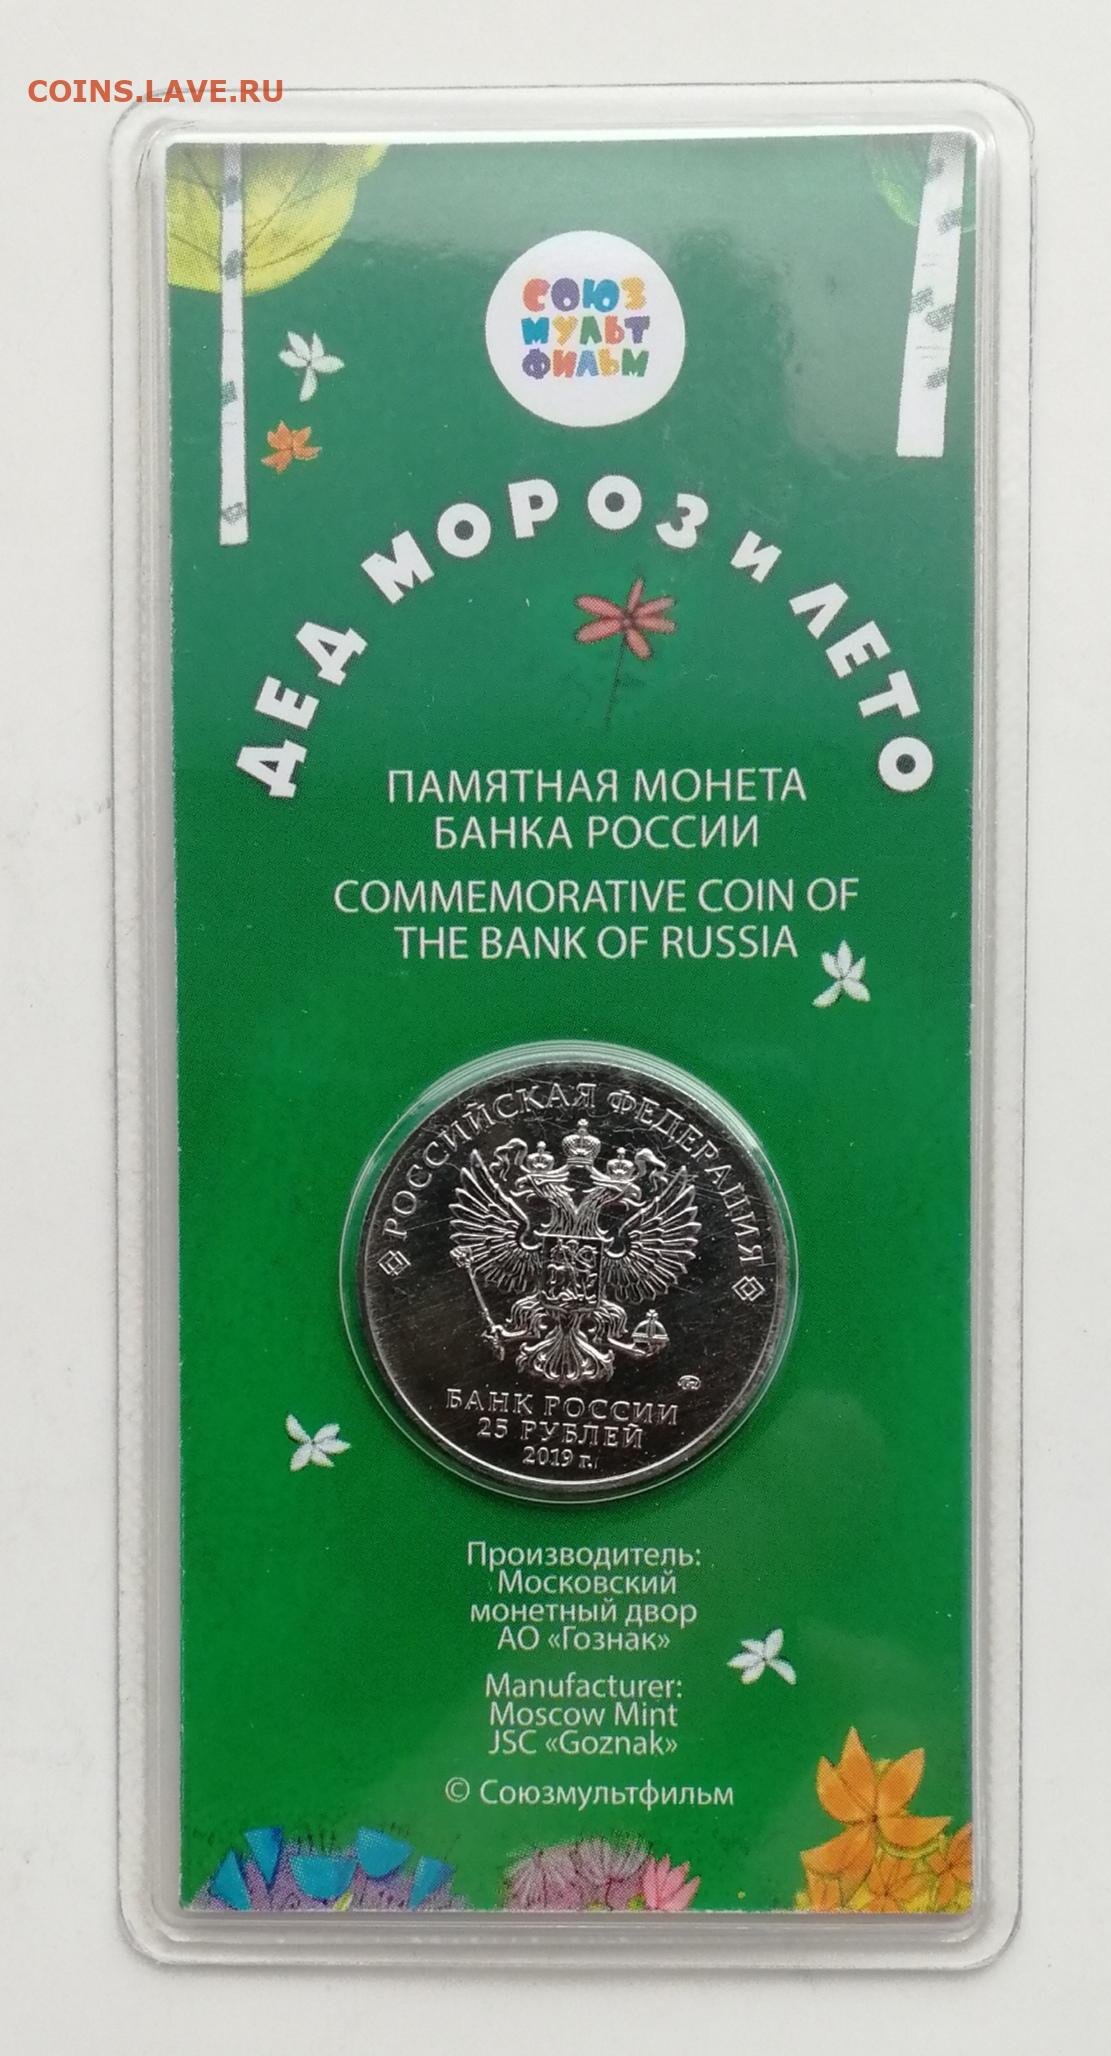 COINS.LAVE.RU
СОЮЗ
МУЛЬТ
ФИЛЬМ
ДЕД МОРОЗ И ЛЕТО
ПАМЯТНАЯ МОНЕТА
БАНКА РОССИИ
COMMEMORATIVE COIN OF
THE BANK OF RUSSIA
РОССИЙСКАЯ ФЕДЕРАЦИЯ
БАНК РОССИИ
25 РУБЛЕЙ
2019 г.
Производитель:
Московский
монетный двор
АО «Гознак»
Manufacturer:
Moscow Mint
JSC «Goznak»
© Союзмультфильм